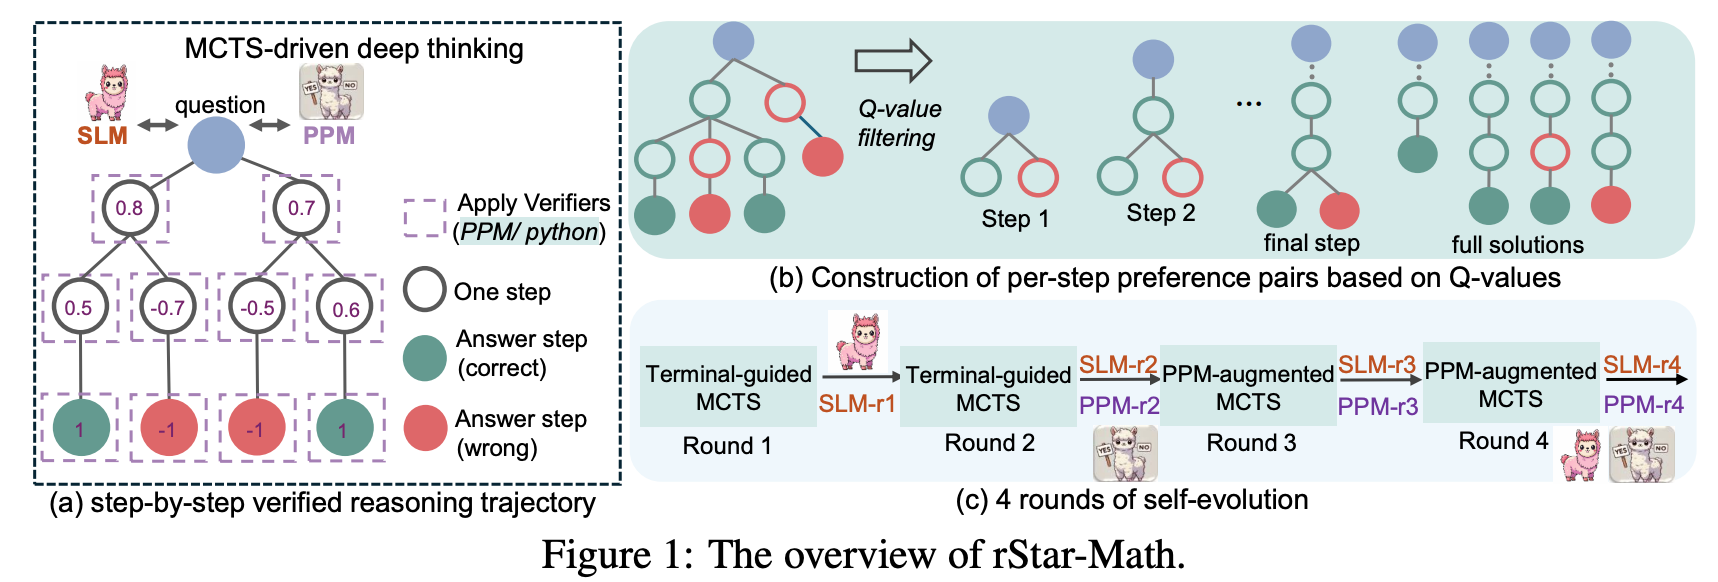 MCTS-driven deep thinking
question
YES
NO
SLM
PPM
0.8
0.7
Apply Verifiers
(PPM/ python)
0.5
-0.7
-0.5
0.6
One step
Answer step
(correct)
1
-1
-1
1
Answer step
(wrong)
(a) step-by-step verified reasoning trajectory
Q-value
filtering
Step 1
Step 2
...
final step
full solutions
(b) Construction of per-step preference pairs based on Q-values
Terminal-guided
MCTS
Round 1
SLM-r1
Terminal-guided
MCTS
Round 2
SLM-r2
PPM-r2
YES
NO
PPM-augmented
MCTS
Round 3
SLM-r3
PPM-r3
PPM-augmented
MCTS
Round 4
SLM-r4
PPM-r4
YES
NO
(c) 4 rounds of self-evolution
Figure 1: The overview of rStar-Math.